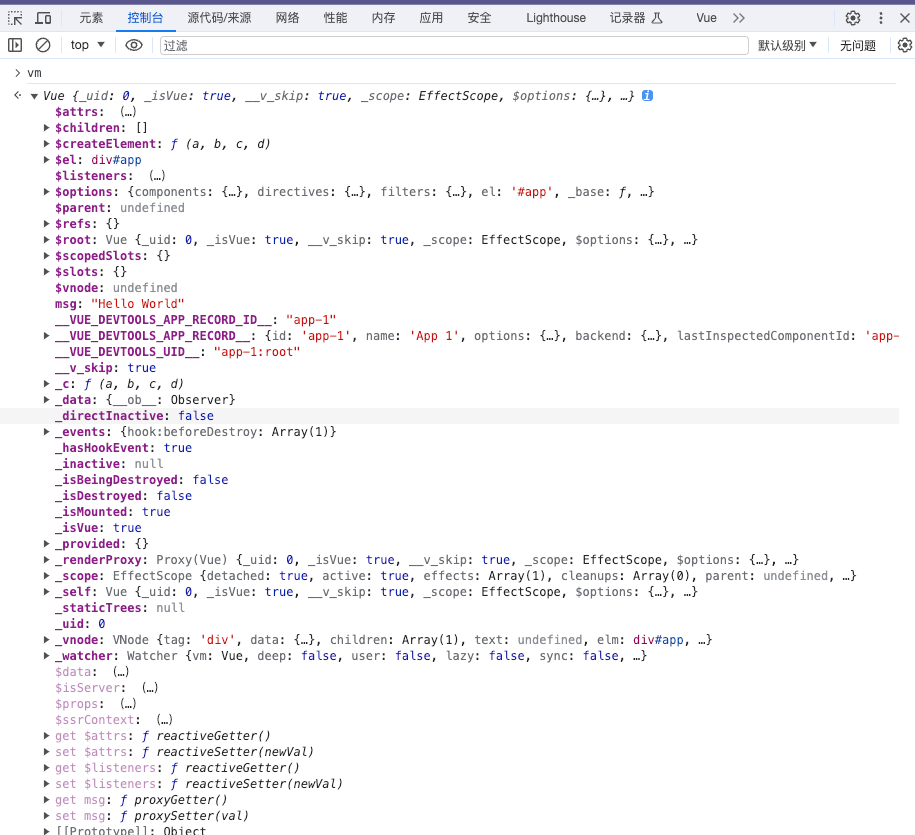 元素 控制台 源代码/来源 网络 性能 内存 应用 安全 Lighthouse 记录器 Vue
top 过滤 默认级别 无问题
vm
Vue {_uid: 0, _isVue: true, __v_skip: true, _scope: EffectScope, $options: {…}, …} i
$attrs: (…)
$children: []
$createElement: ƒ (a, b, c, d)
$el: div#app
$listeners: (…)
$options: {components: {…}, directives: {…}, filters: {…}, el: '#app', _base: ƒ, …}
$parent: undefined
$refs: {}
$root: Vue {_uid: 0, _isVue: true, __v_skip: true, _scope: EffectScope, $options: {…}, …}
$scopedSlots: {}
$slots: {}
$vnode: undefined
msg: "Hello World"
__VUE_DEVTOOLS_APP_RECORD_ID__: "app-1"
__VUE_DEVTOOLS_APP_RECORD__: {id: 'app-1', name: 'App 1', options: {…}, backend: {…}, lastInspectedComponentId: 'app-
__VUE_DEVTOOLS_UID__: "app-1:root"
__v_skip: true
_c: ƒ (a, b, c, d)
_data: {__ob__: Observer}
_directInactive: false
_events: {hook:beforeDestroy: Array(1)}
_hasHookEvent: true
_inactive: null
_isBeingDestroyed: false
_isDestroyed: false
_isMounted: true
_isVue: true
_provided: {}
_renderProxy: Proxy(Vue) {_uid: 0, _isVue: true, __v_skip: true, _scope: EffectScope, $options: {…}, …}
_scope: EffectScope {detached: true, active: true, effects: Array(1), cleanups: Array(0), parent: undefined, …}
_self: Vue {_uid: 0, _isVue: true, __v_skip: true, _scope: EffectScope, $options: {…}, …}
_staticTrees: null
_uid: 0
_vnode: VNode {tag: 'div', data: {…}, children: Array(1), text: undefined, elm: div#app, …}
_watcher: Watcher {vm: Vue, deep: false, user: false, lazy: false, sync: false, …}
$data: (…)
$isServer: (…)
$props: (…)
$ssrContext: (…)
get $attrs: ƒ reactiveGetter()
set $attrs: ƒ reactiveSetter(newVal)
get $listeners: ƒ reactiveGetter()
set $listeners: ƒ reactiveSetter(newVal)
get msg: ƒ proxyGetter()
set msg: ƒ proxySetter(val)
[[Prototype]]: Object